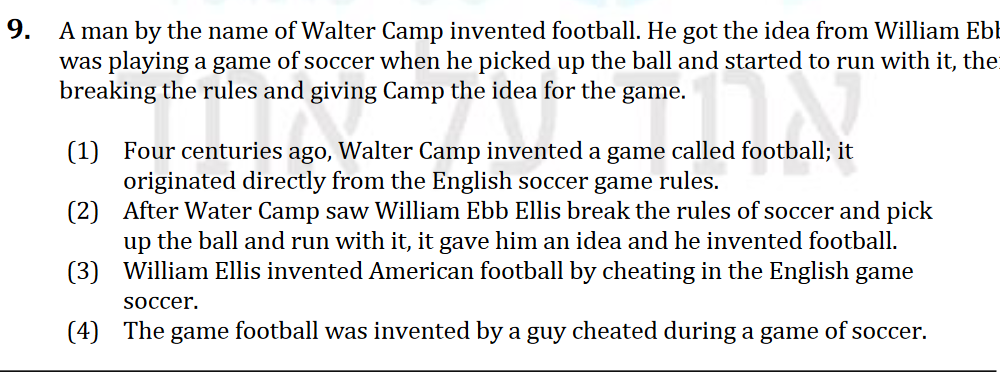 9. A man by the name of Walter Camp invented football. He got the idea from William Ebb
was playing a game of soccer when he picked up the ball and started to run with it, the
breaking the rules and giving Camp the idea for the game.
אחד על אחד
(1) Four centuries ago, Walter Camp invented a game called football; it
originated directly from the English soccer game rules.
(2) After Water Camp saw William Ebb Ellis break the rules of soccer and pick
up the ball and run with it, it gave him an idea and he invented football.
(3) William Ellis invented American football by cheating in the English game
soccer.
(4) The game football was invented by a guy cheated during a game of soccer.